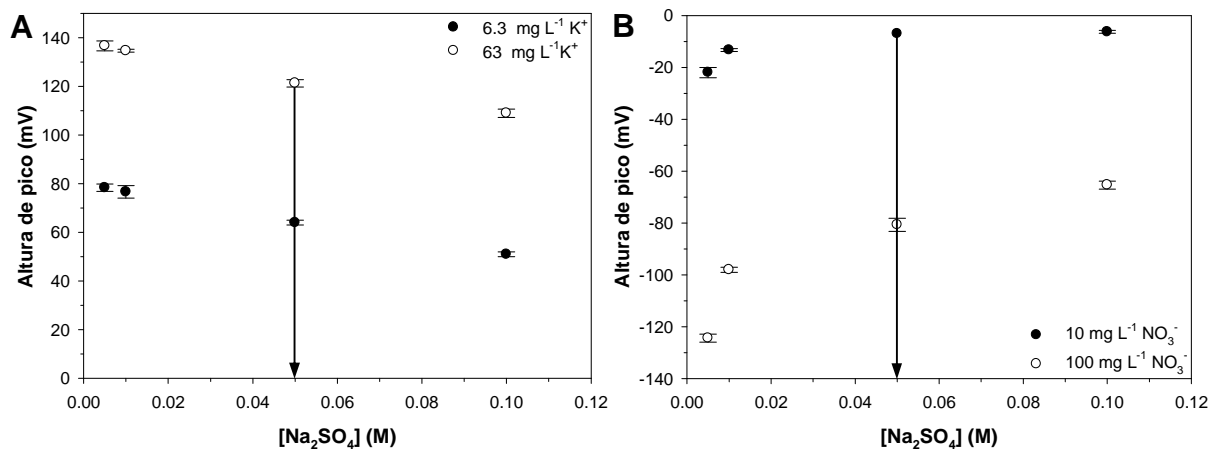 A
6.3 mg L⁻¹ K⁺
63 mg L⁻¹K⁺
Altura de pico (mV)
140
120
100
80
60
40
20
0
0.00 0.02 0.04 0.06 0.08 0.10 0.12
[Na₂SO₄] (M)
B
Altura de pico (mV)
0
-20
-40
-60
-80
-100
-120
-140
10 mg L⁻¹ NO₃⁻
100 mg L⁻¹ NO₃⁻
0.00 0.02 0.04 0.06 0.08 0.10 0.12
[Na₂SO₄] (M)